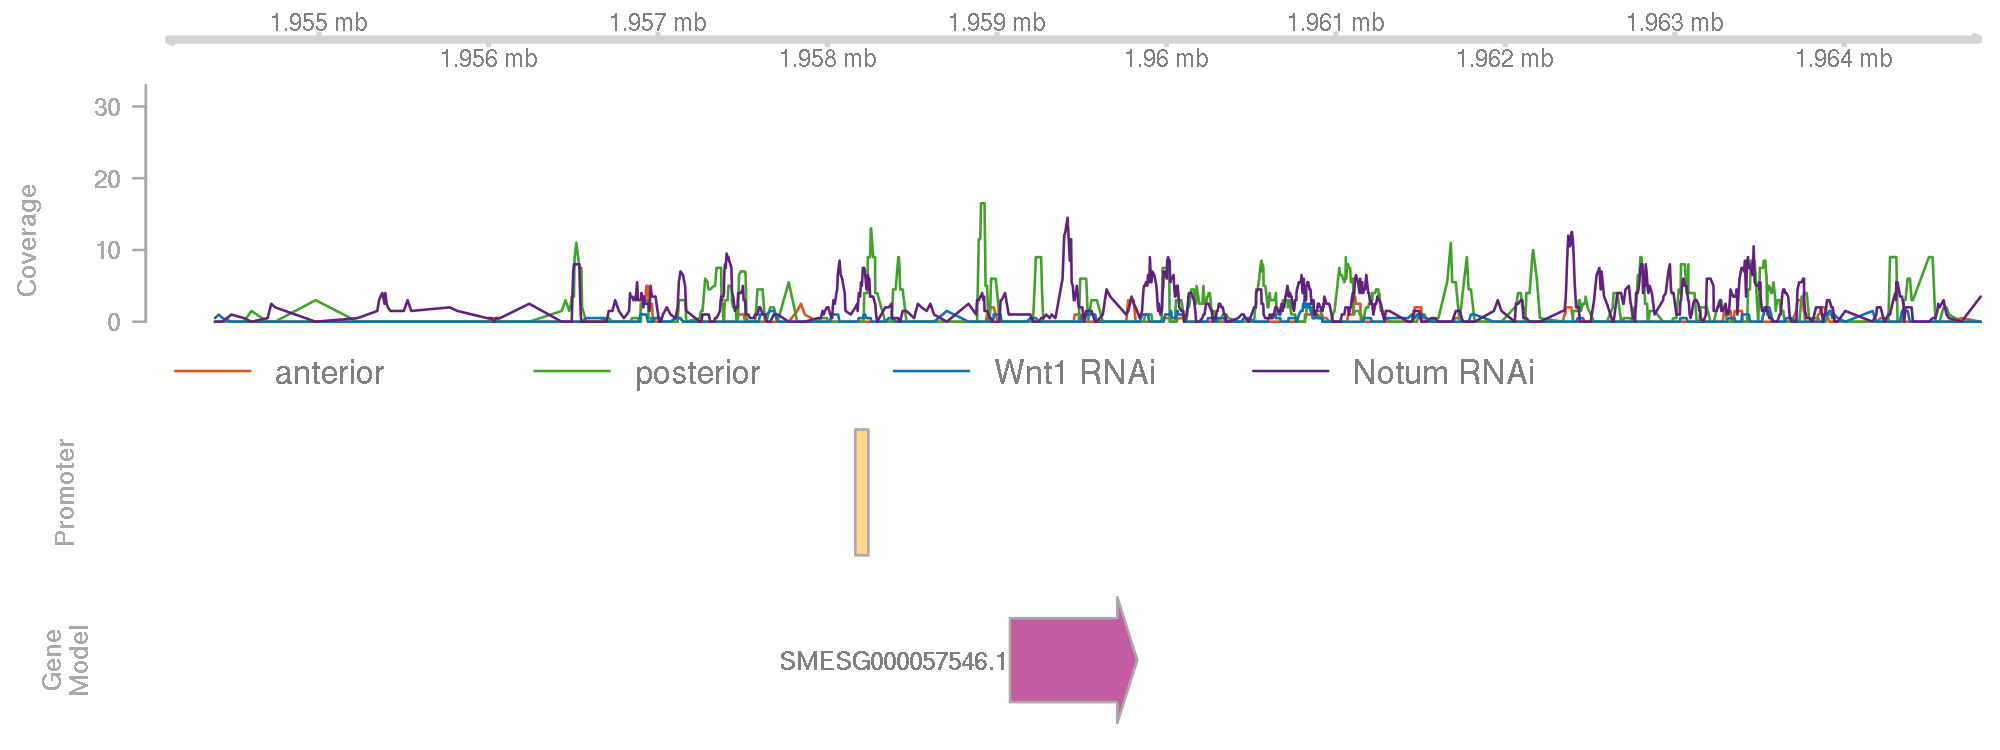 1.955 mb 1.957 mb 1.959 mb 1.961 mb 1.963 mb
1.956 mb 1.958 mb 1.96 mb 1.962 mb 1.964 mb
Coverage
30
20
10
0
anterior posterior Wnt1 RNAi Notum RNAi
Promoter
Gene
Model
SMESG000057546.1